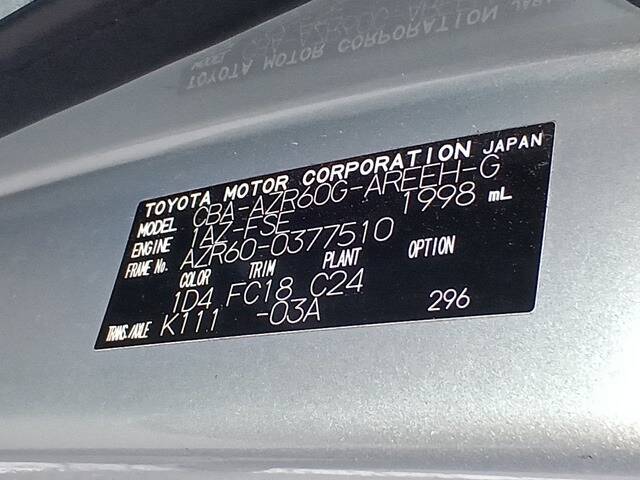 TOYOTA MOTOR CORPORATION JAPAN
MODEL CBA-AZR60G-AREEH-G
ENGINE 1AZ-FSE 1998 mL
FRAME No. AZR60-0377510
COLOR TRIM PLANT OPTION
1D4 FC18 C24
TRANS./AXLE K111 -03A 296